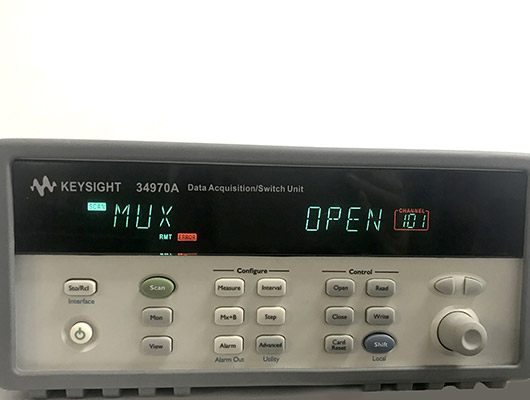 KEYSIGHT 34970A Data Acquisition/Switch Unit
SCAN MUX OPEN CHANNEL 101
RMT ERROR
Configure Control
Sto/Rcl Scan Measure Interval Open Read
Interface
Mon Mx+B Step Close Write
View Alarm Advanced Card Reset Shift
Alarm Out Utility Local